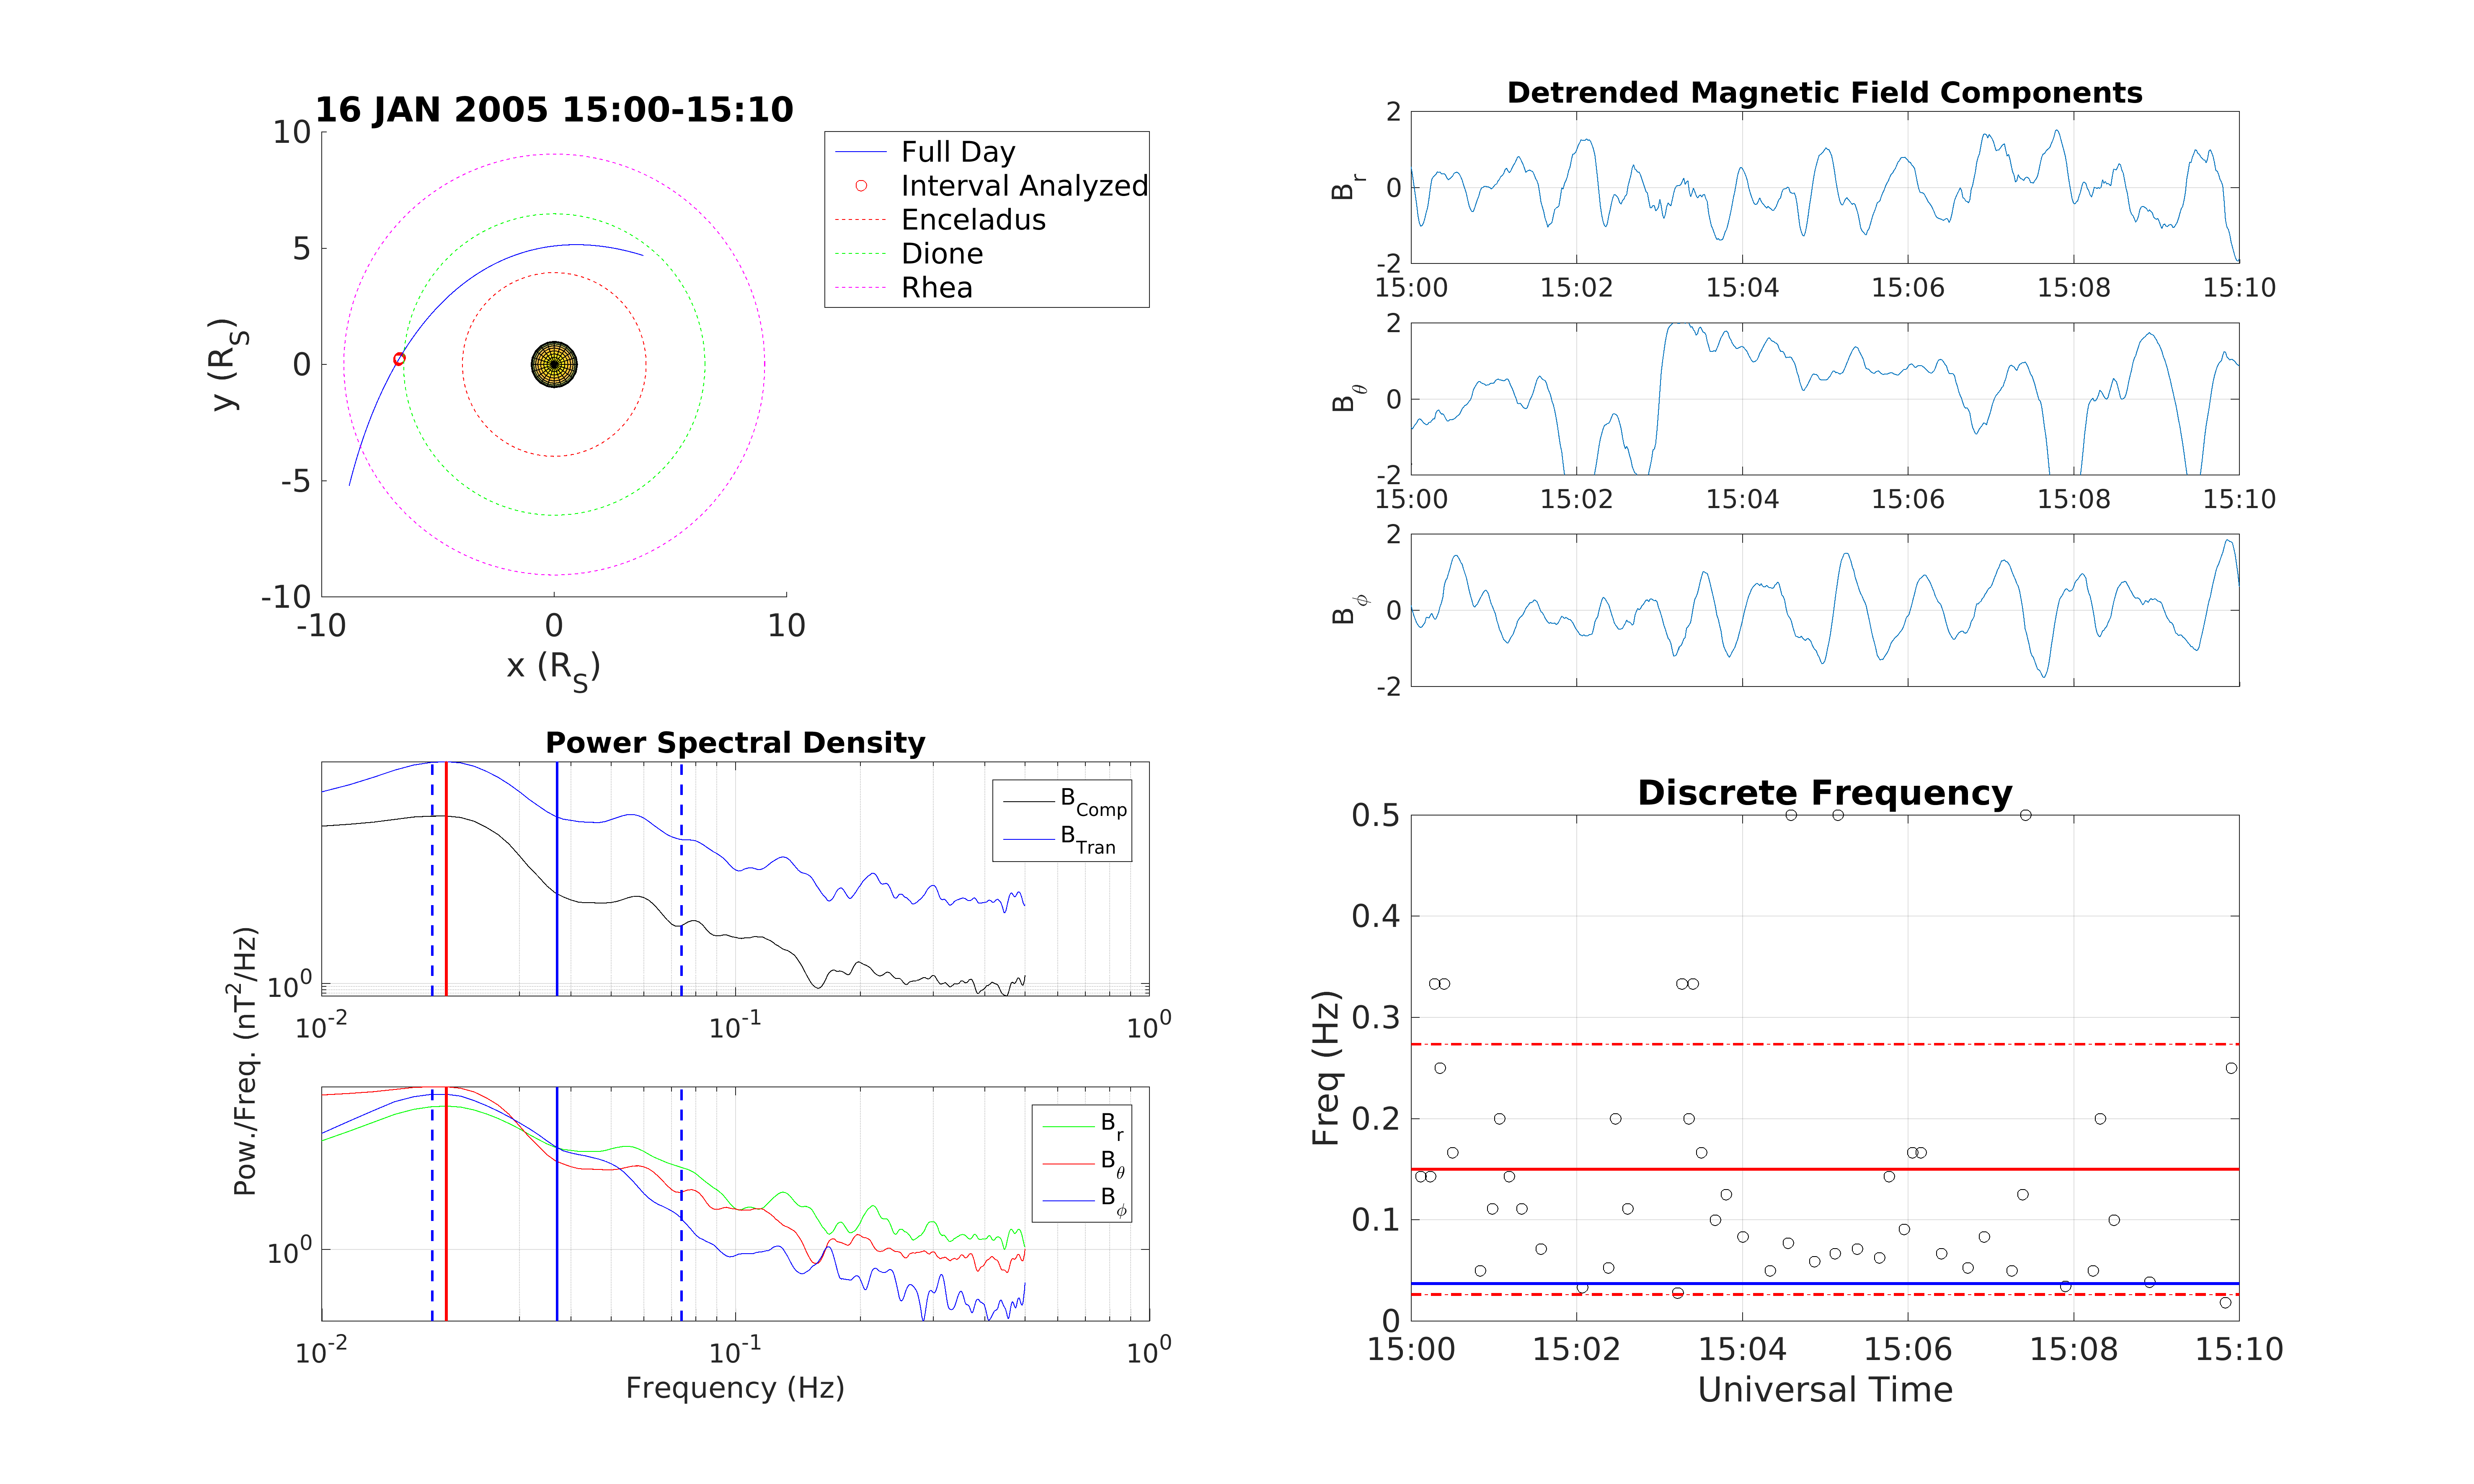 16 JAN 2005 15:00-15:10
10
5
0
-5
-10
-10
0
10
y (R_S)
x (R_S)
Full Day
Interval Analyzed
Enceladus
Dione
Rhea
Detrended Magnetic Field Components
B_r
2
0
-2
15:00
15:02
15:04
15:06
15:08
15:10
B_θ
2
0
-2
15:00
15:02
15:04
15:06
15:08
15:10
B_ϕ
2
0
-2
Power Spectral Density
B_Comp
B_Tran
10^0
10^-2
10^-1
10^0
Pow./Freq. (nT^2/Hz)
B_r
B_θ
B_ϕ
10^0
10^-2
10^-1
10^0
Frequency (Hz)
Discrete Frequency
0.5
0.4
0.3
0.2
0.1
0
Freq (Hz)
15:00
15:02
15:04
15:06
15:08
15:10
Universal Time